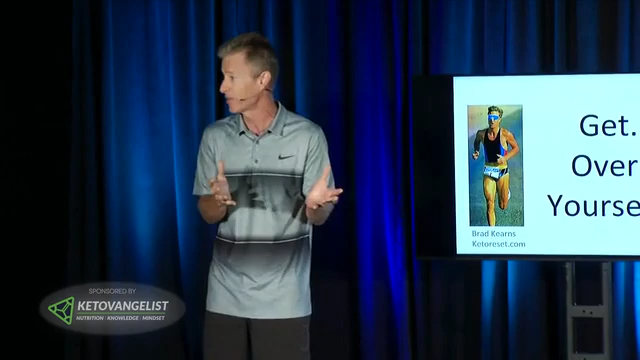 Get.
Over
Yourse
Brad Kearns
Ketoreset.com
SPONSORED BY
KETOVANGELIST
NUTRITION · KNOWLEDGE · MINDSET